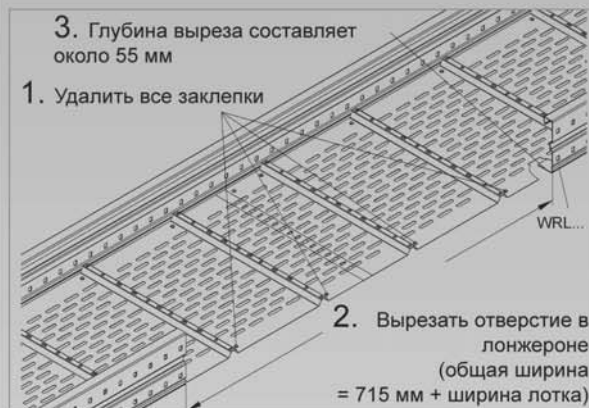 3. Глубина выреза составляет
около 55 мм
1. Удалить все заклепки
WRL...
2. Вырезать отверстие в
лонжероне
(общая ширина
= 715 мм + ширина лотка)